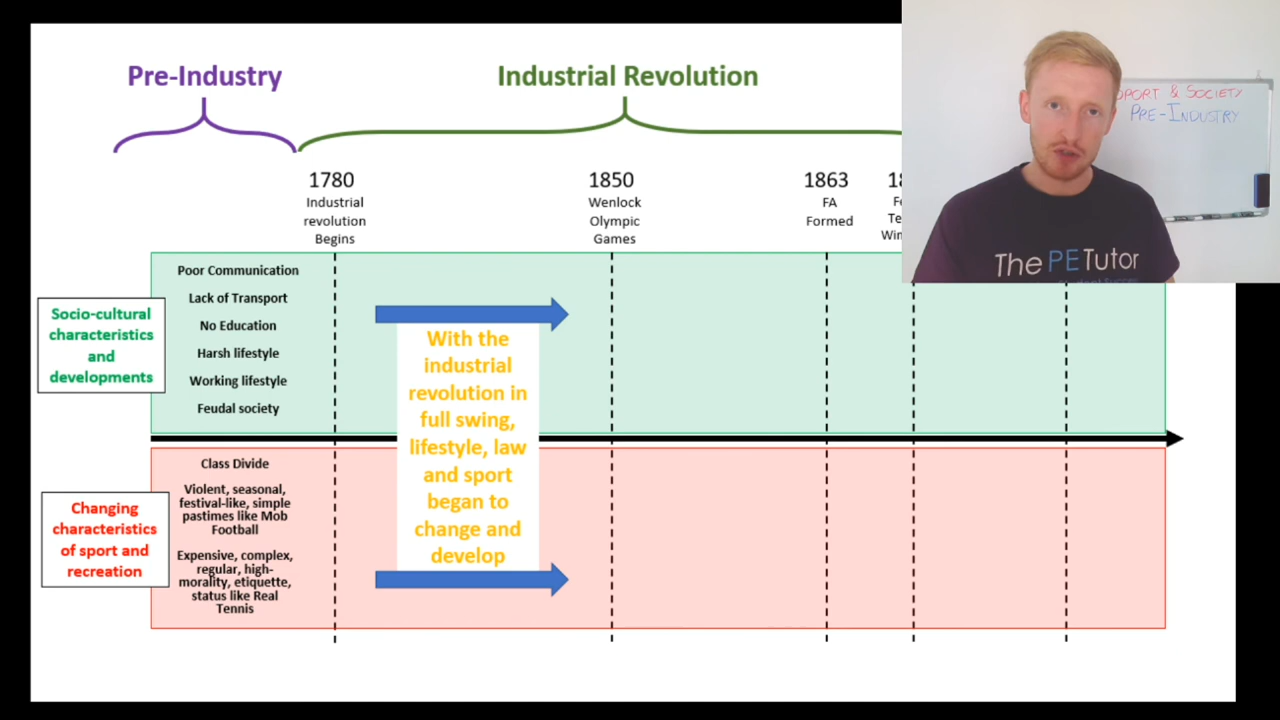 Pre-Industry
Industrial Revolution
SPORT & SOCIETY
PRE-INDUSTRY
The PE Tutor
1780
Industrial
revolution
Begins
1850
Wenlock
Olympic
Games
1863
FA
Formed
Socio-cultural
characteristics
and
developments
Poor Communication
Lack of Transport
No Education
Harsh lifestyle
Working lifestyle
Feudal society
With the
industrial
revolution in
full swing,
lifestyle, law
and sport
began to
change and
develop
Changing
characteristics
of sport and
recreation
Class Divide
Violent, seasonal,
festival-like, simple
pastimes like Mob
Football
Expensive, complex,
regular, high-
morality, etiquette,
status like Real
Tennis